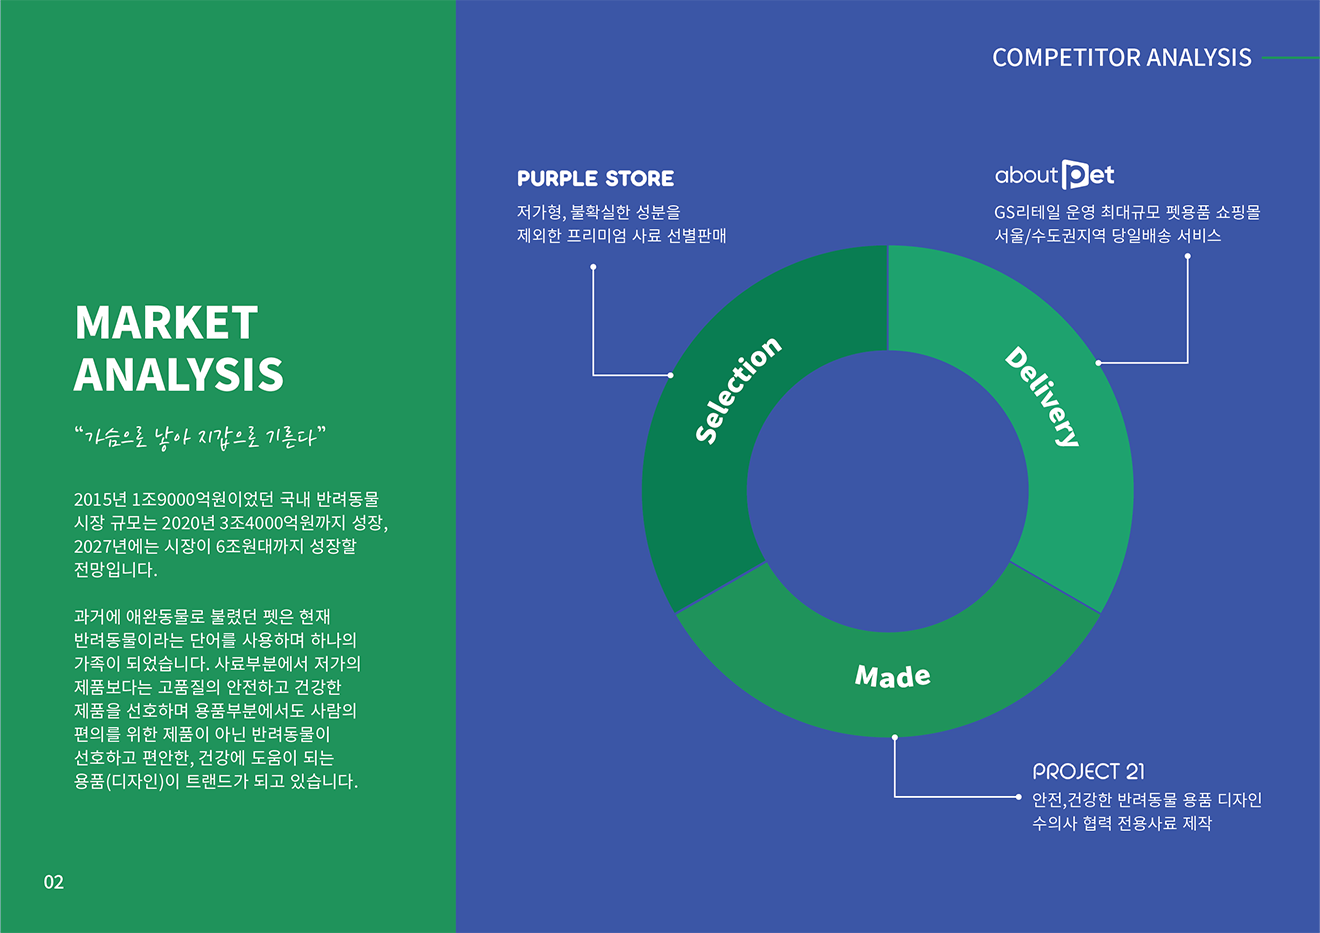 MARKET
ANALYSIS
“가슴으로 낳아 지갑으로 기른다”
2015년 1조9000억원이었던 국내 반려동물
시장 규모는 2020년 3조4000억원까지 성장,
2027년에는 시장이 6조원대까지 성장할
전망입니다.
과거에 애완동물로 불렸던 펫은 현재
반려동물이라는 단어를 사용하며 하나의
가족이 되었습니다. 사료부분에서 저가의
제품보다는 고품질의 안전하고 건강한
제품을 선호하며 용품부분에서도 사람의
편의를 위한 제품이 아닌 반려동물이
선호하고 편안한, 건강에 도움이 되는
용품(디자인)이 트랜드가 되고 있습니다.
02
COMPETITOR ANALYSIS
PURPLE STORE
저가형, 불확실한 성분을
제외한 프리미엄 사료 선별판매
aboutpet
GS리테일 운영 최대규모 펫용품 쇼핑몰
서울/수도권지역 당일배송 서비스
Selection
Delivery
Made
PROJECT 21
안전,건강한 반려동물 용품 디자인
수의사 협력 전용사료 제작